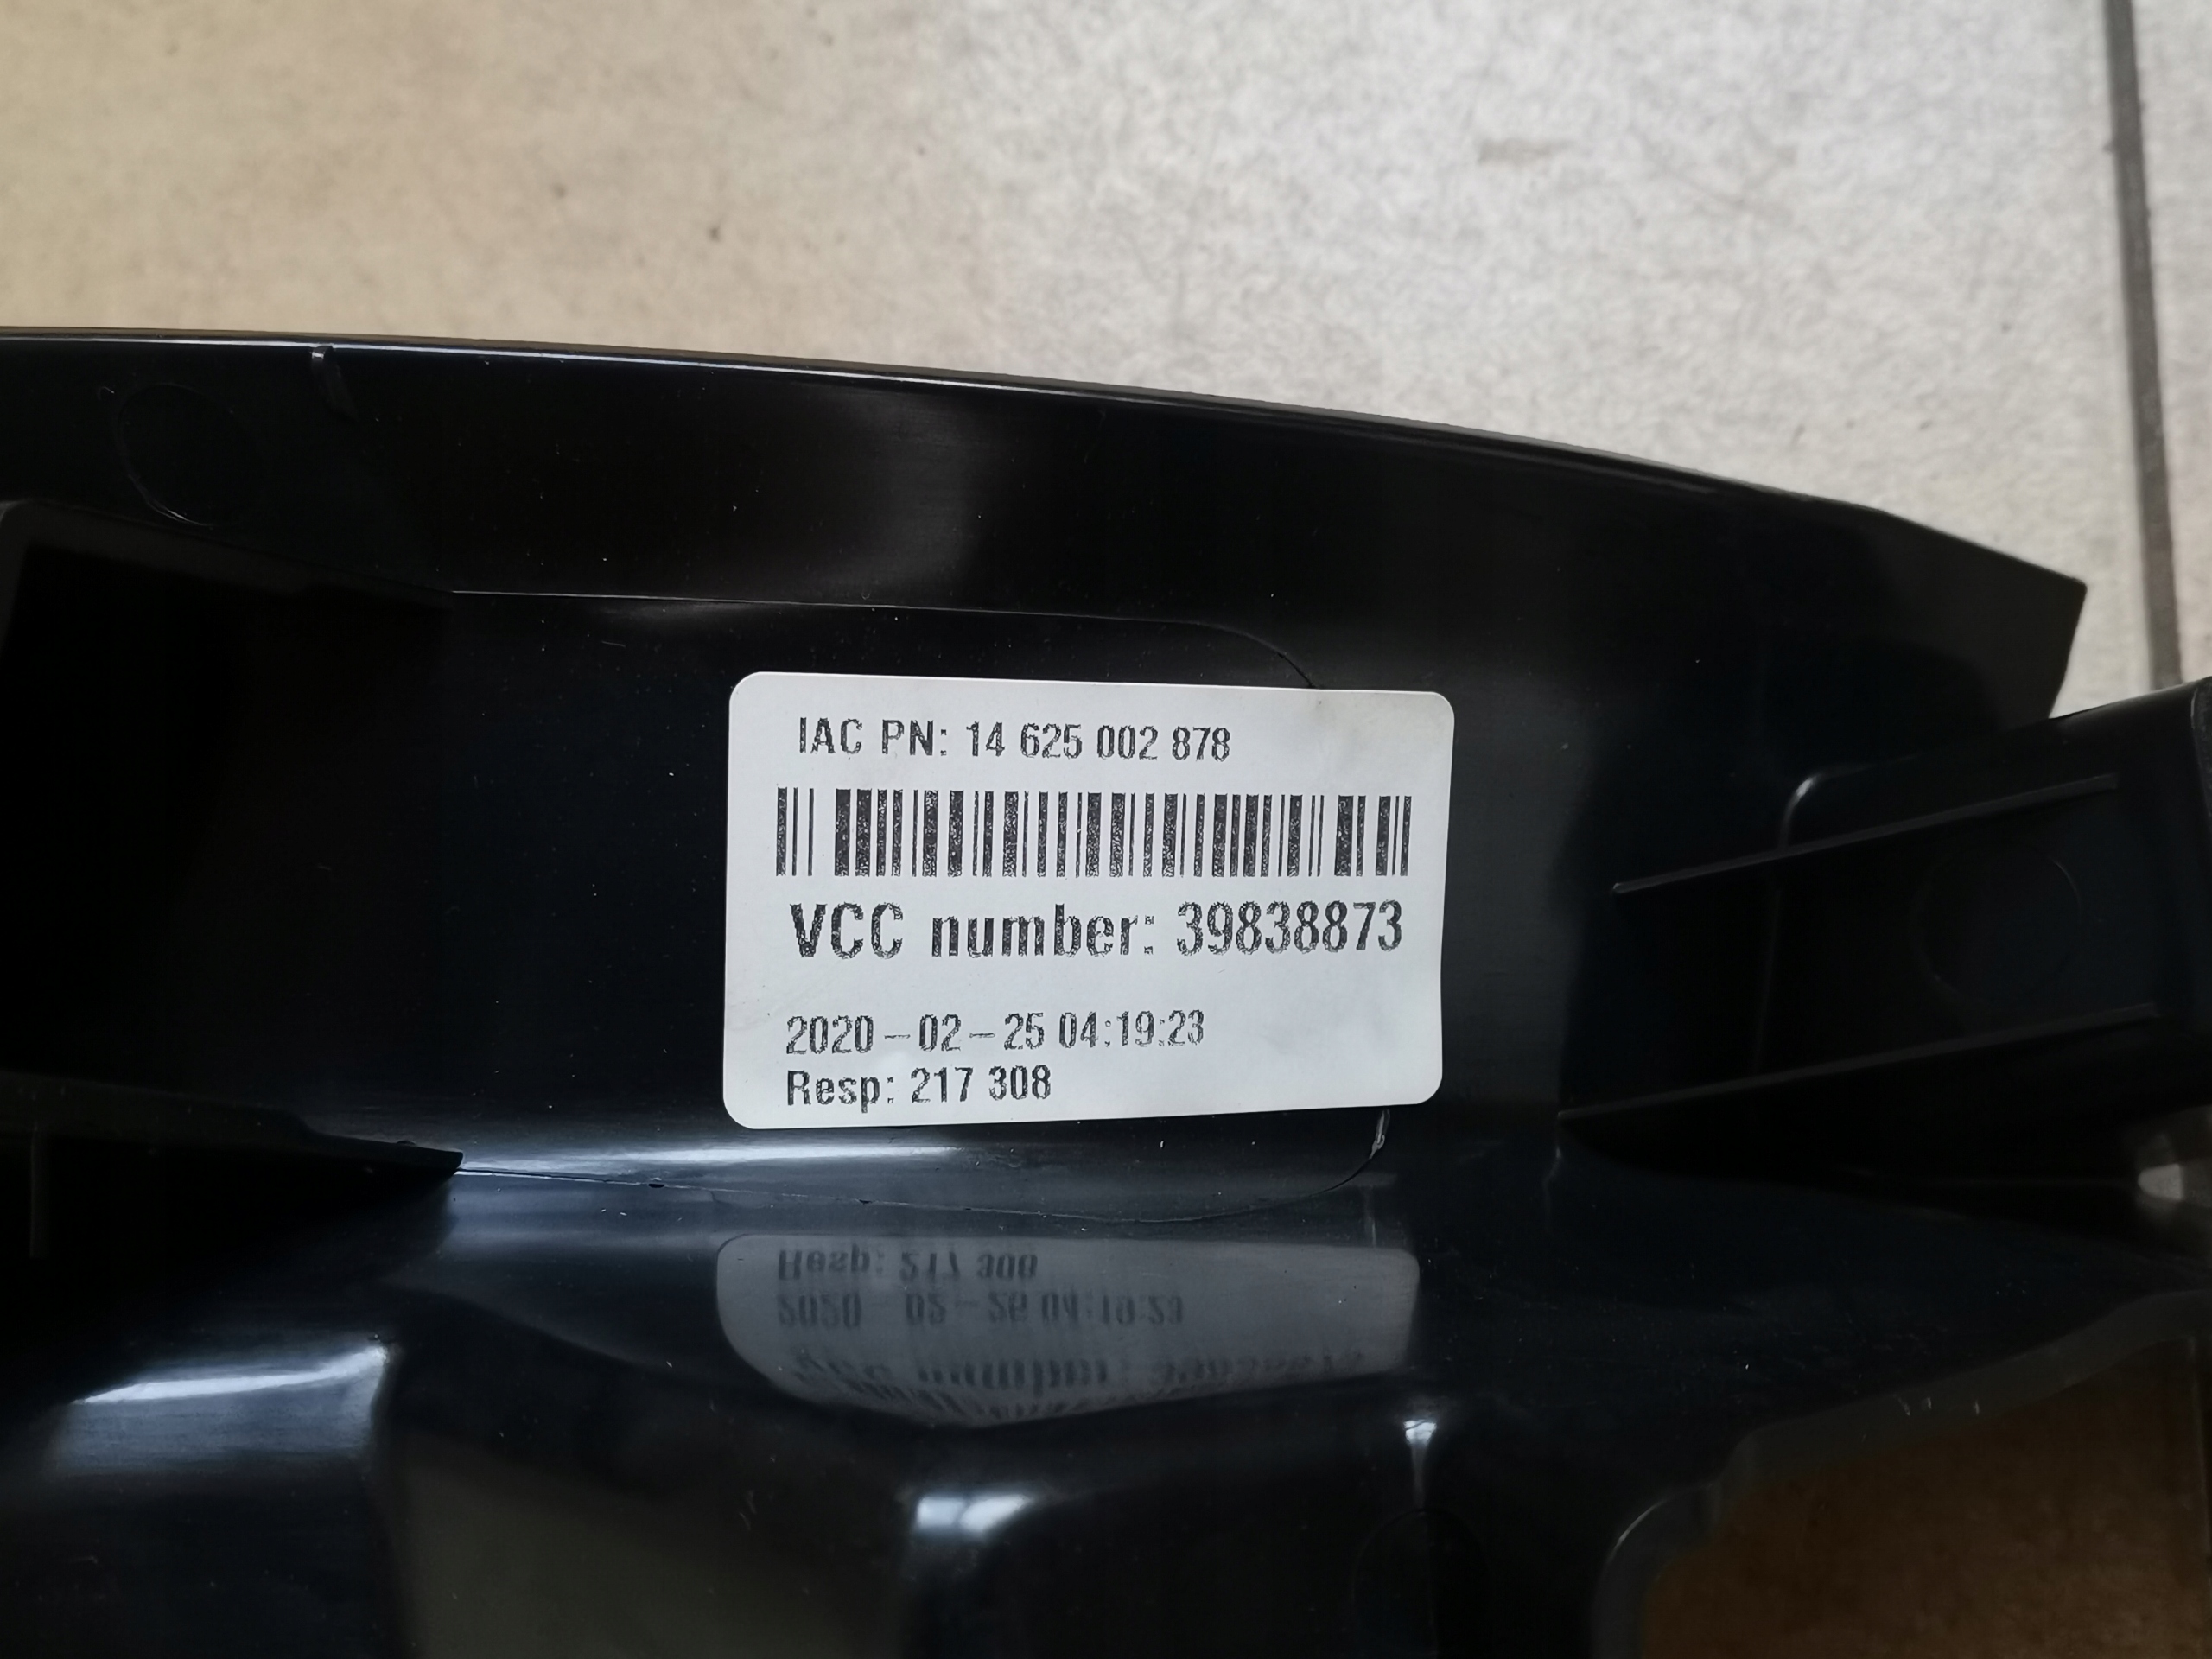 IAC PN: 14 625 002 878
VCC number: 39838873
2020-02-25 04:19:23
Resp: 217 308